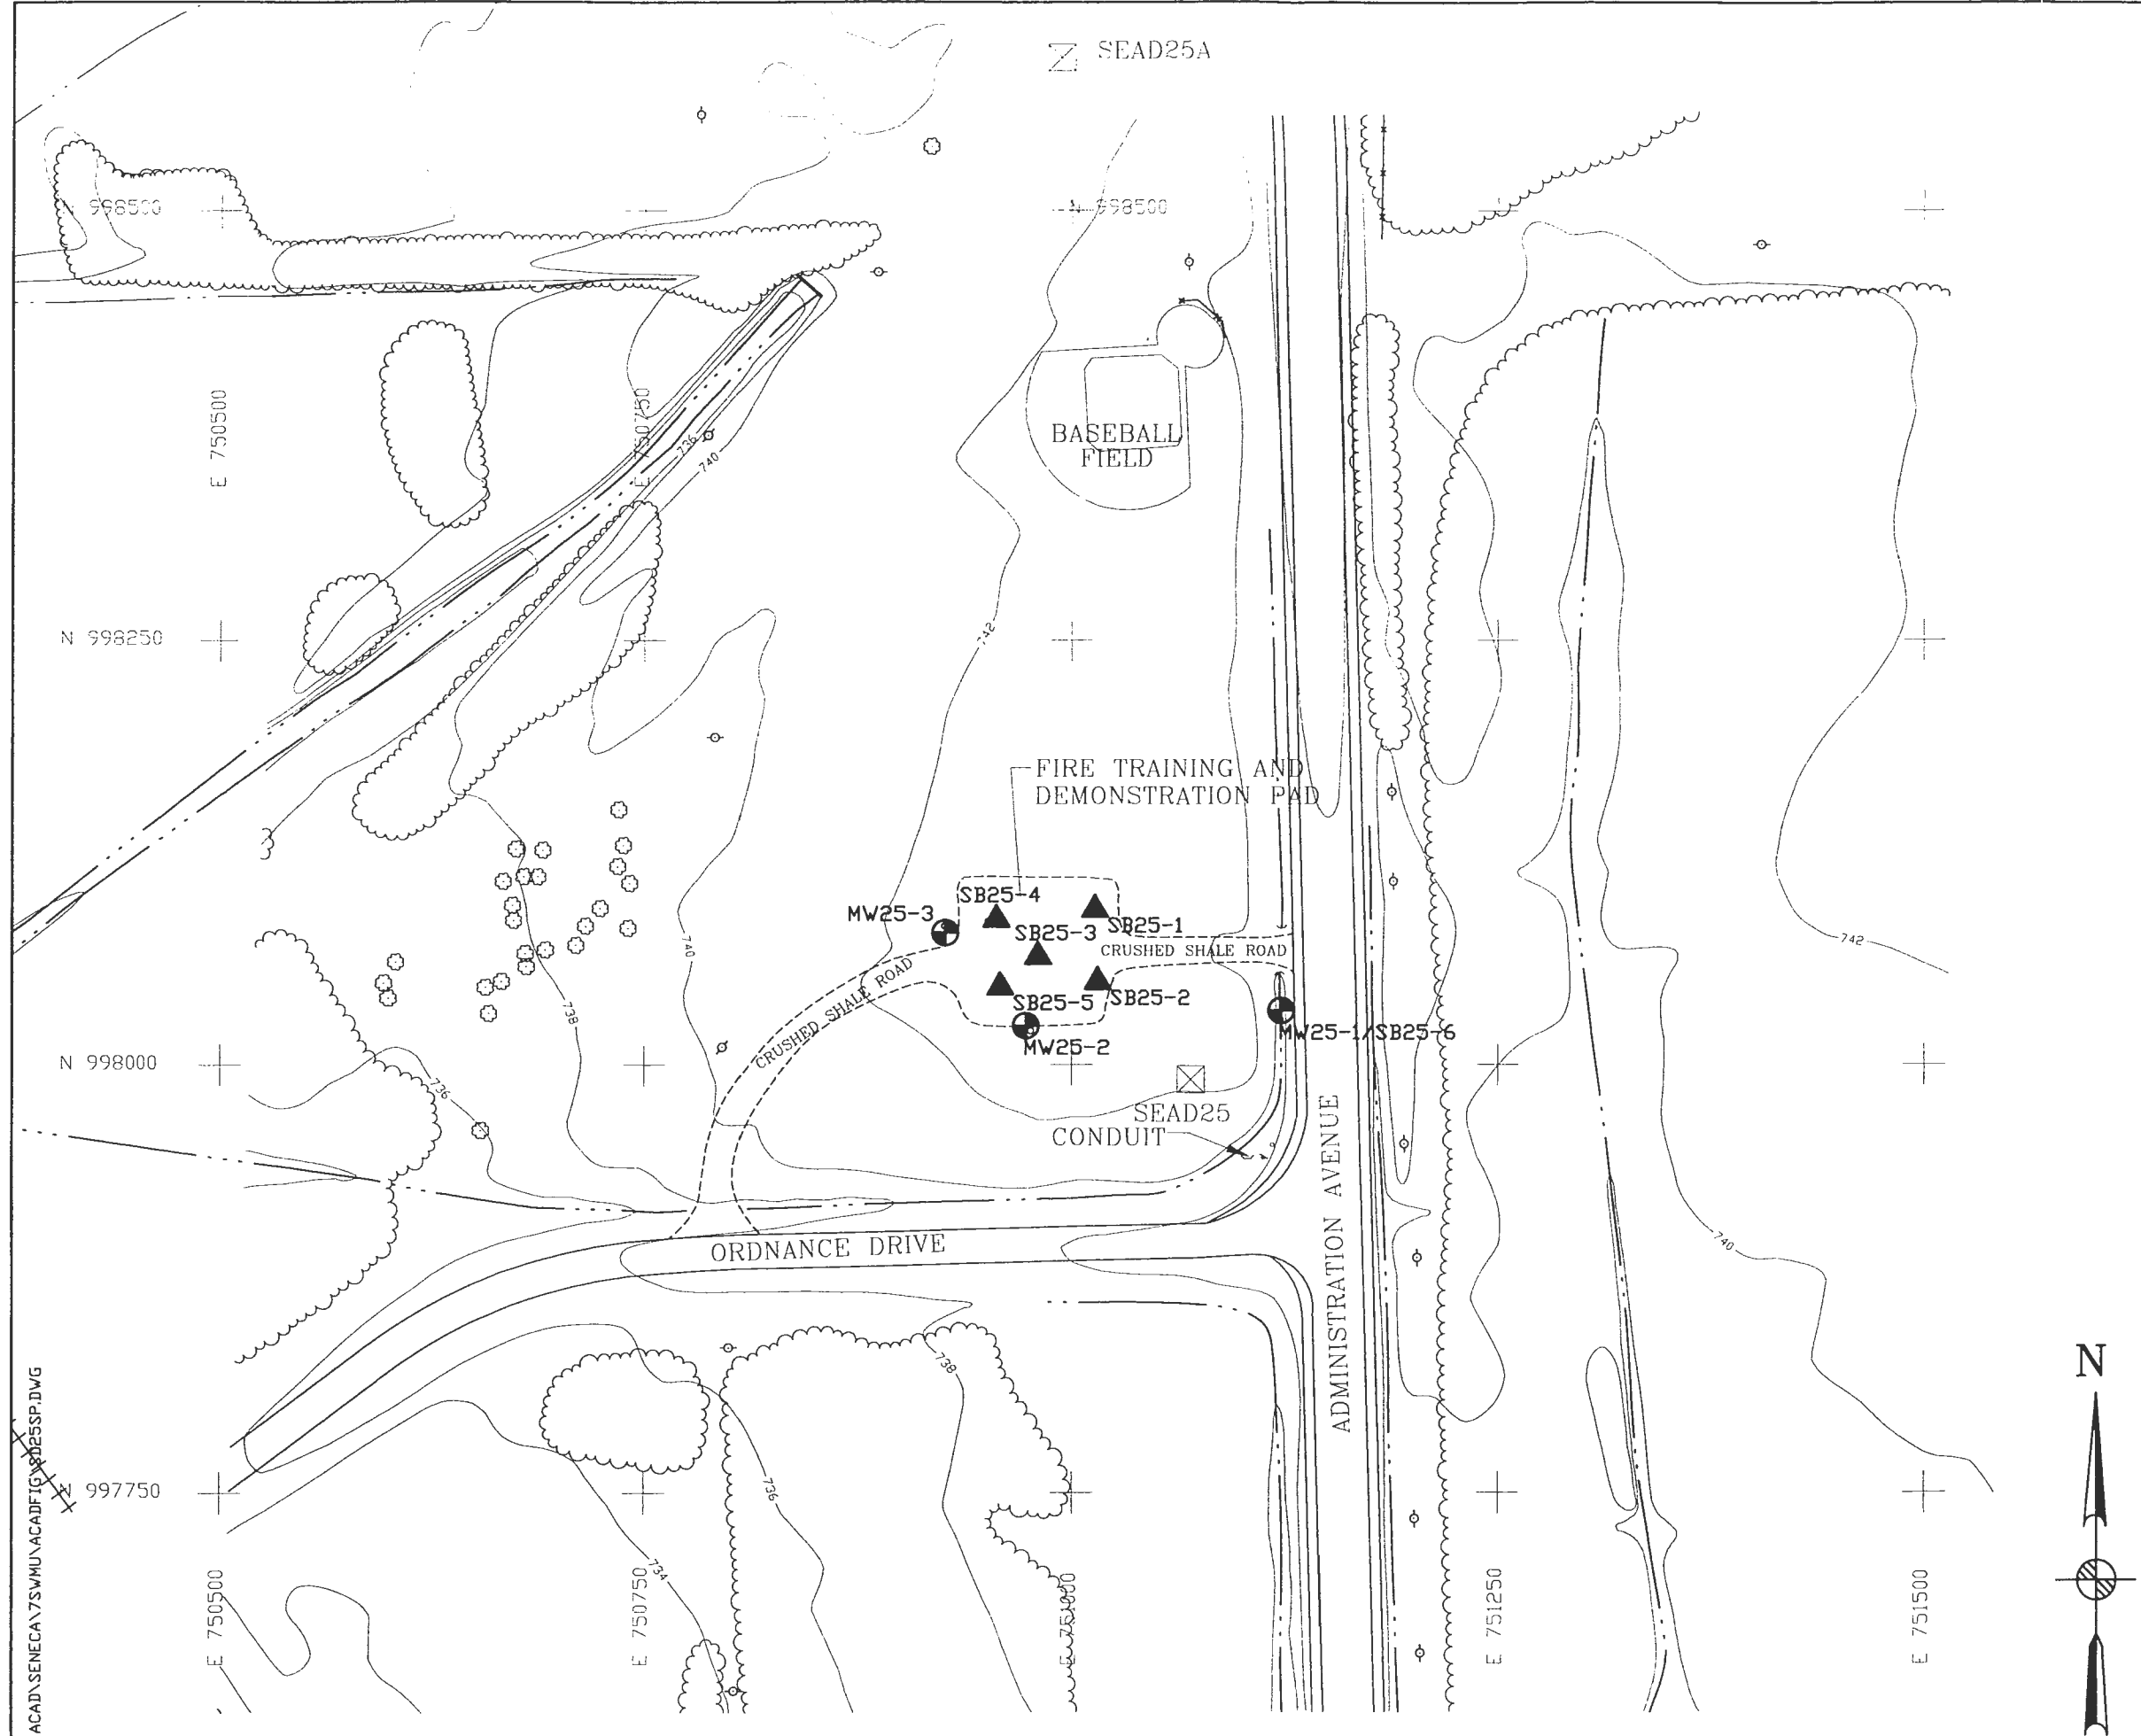 SEAD25A
N 998500
N 998500
E 750500
E 750750
BASEBALL
FIELD
736
740
742
N 998250
FIRE TRAINING AND
DEMONSTRATION PAD
SB25-4
MW25-3
SB25-1
SB25-3
CRUSHED SHALE ROAD
CRUSHED SHALE ROAD
742
740
SB25-5
SB25-2
738
MW25-1/SB25-6
MW25-2
N 998000
736
SEAD25
CONDUIT
ADMINISTRATION AVENUE
ORDNANCE DRIVE
740
738
N
736
N 997750
734
E 750500
E 750750
E 751000
E 751250
E 751500